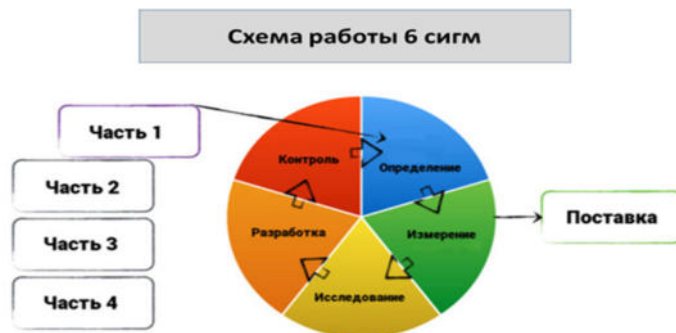 Схема работы 6 сигм
Часть 1
Часть 2
Часть 3
Часть 4
Контроль
Определение
Разработка
Измерение
Исследование
Поставка